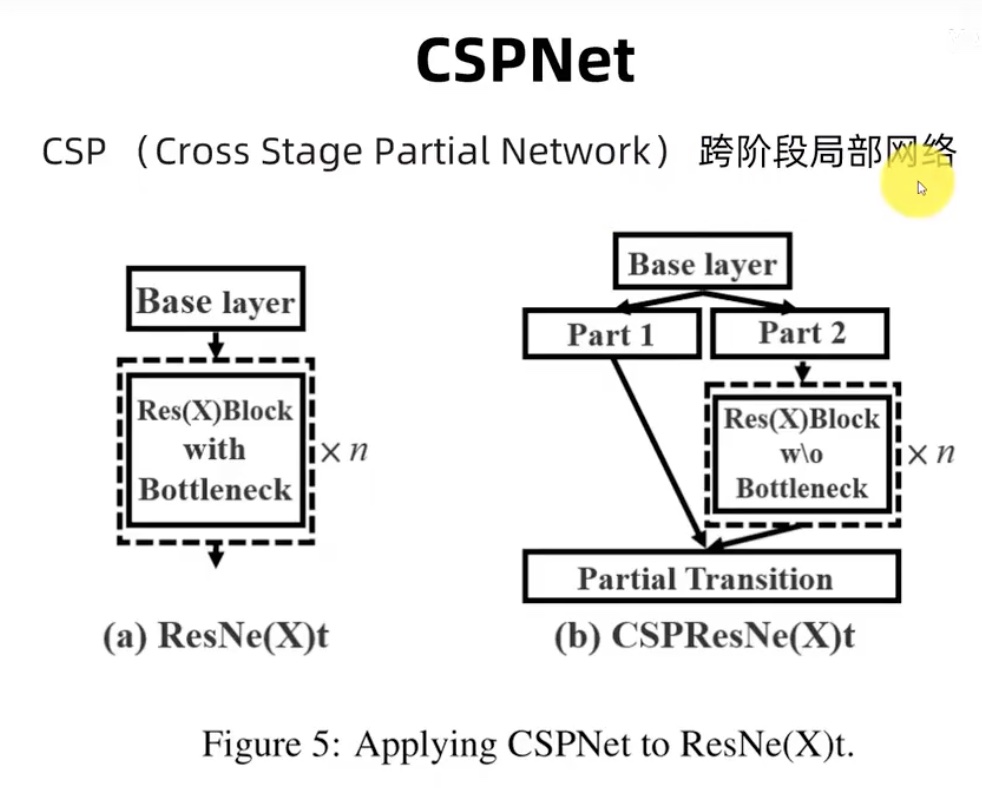 CSPNet
CSP （Cross Stage Partial Network） 跨阶段局部网络
Base layer
Res(X)Block
with
Bottleneck
× n
(a) ResNe(X)t
Base layer
Part 1
Part 2
Res(X)Block
w\o
Bottleneck
× n
Partial Transition
(b) CSPResNe(X)t
Figure 5: Applying CSPNet to ResNe(X)t.